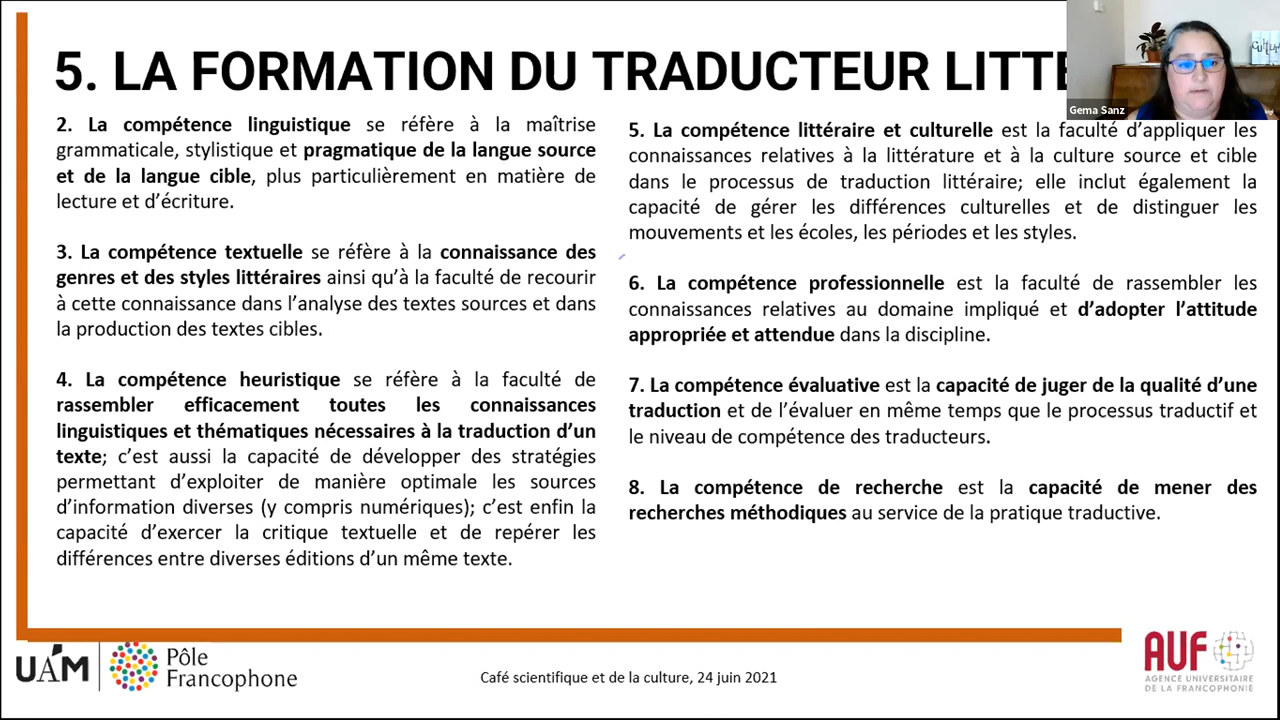 5. LA FORMATION DU TRADUCTEUR LITTÉ
Gema Sanz
2. La compétence linguistique se réfère à la maîtrise
grammaticale, stylistique et pragmatique de la langue source
et de la langue cible, plus particulièrement en matière de
lecture et d'écriture.
3. La compétence textuelle se réfère à la connaissance des
genres et des styles littéraires ainsi qu'à la faculté de recourir
à cette connaissance dans l'analyse des textes sources et dans
la production des textes cibles.
4. La compétence heuristique se réfère à la faculté de
rassembler efficacement toutes les connaissances
linguistiques et thématiques nécessaires à la traduction d'un
texte; c'est aussi la capacité de développer des stratégies
permettant d'exploiter de manière optimale les sources
d'information diverses (y compris numériques); c'est enfin la
capacité d'exercer la critique textuelle et de repérer les
différences entre diverses éditions d'un même texte.
5. La compétence littéraire et culturelle est la faculté d'appliquer les
connaissances relatives à la littérature et à la culture source et cible
dans le processus de traduction littéraire; elle inclut également la
capacité de gérer les différences culturelles et de distinguer les
mouvements et les écoles, les périodes et les styles.
6. La compétence professionnelle est la faculté de rassembler les
connaissances relatives au domaine impliqué et d'adopter l'attitude
appropriée et attendue dans la discipline.
7. La compétence évaluative est la capacité de juger de la qualité d'une
traduction et de l'évaluer en même temps que le processus traductif et
le niveau de compétence des traducteurs.
8. La compétence de recherche est la capacité de mener des
recherches méthodiques au service de la pratique traductive.
UAM
Pôle
Francophone
Café scientifique et de la culture, 24 juin 2021
AUF
AGENCE UNIVERSITAIRE
DE LA FRANCOPHONIE